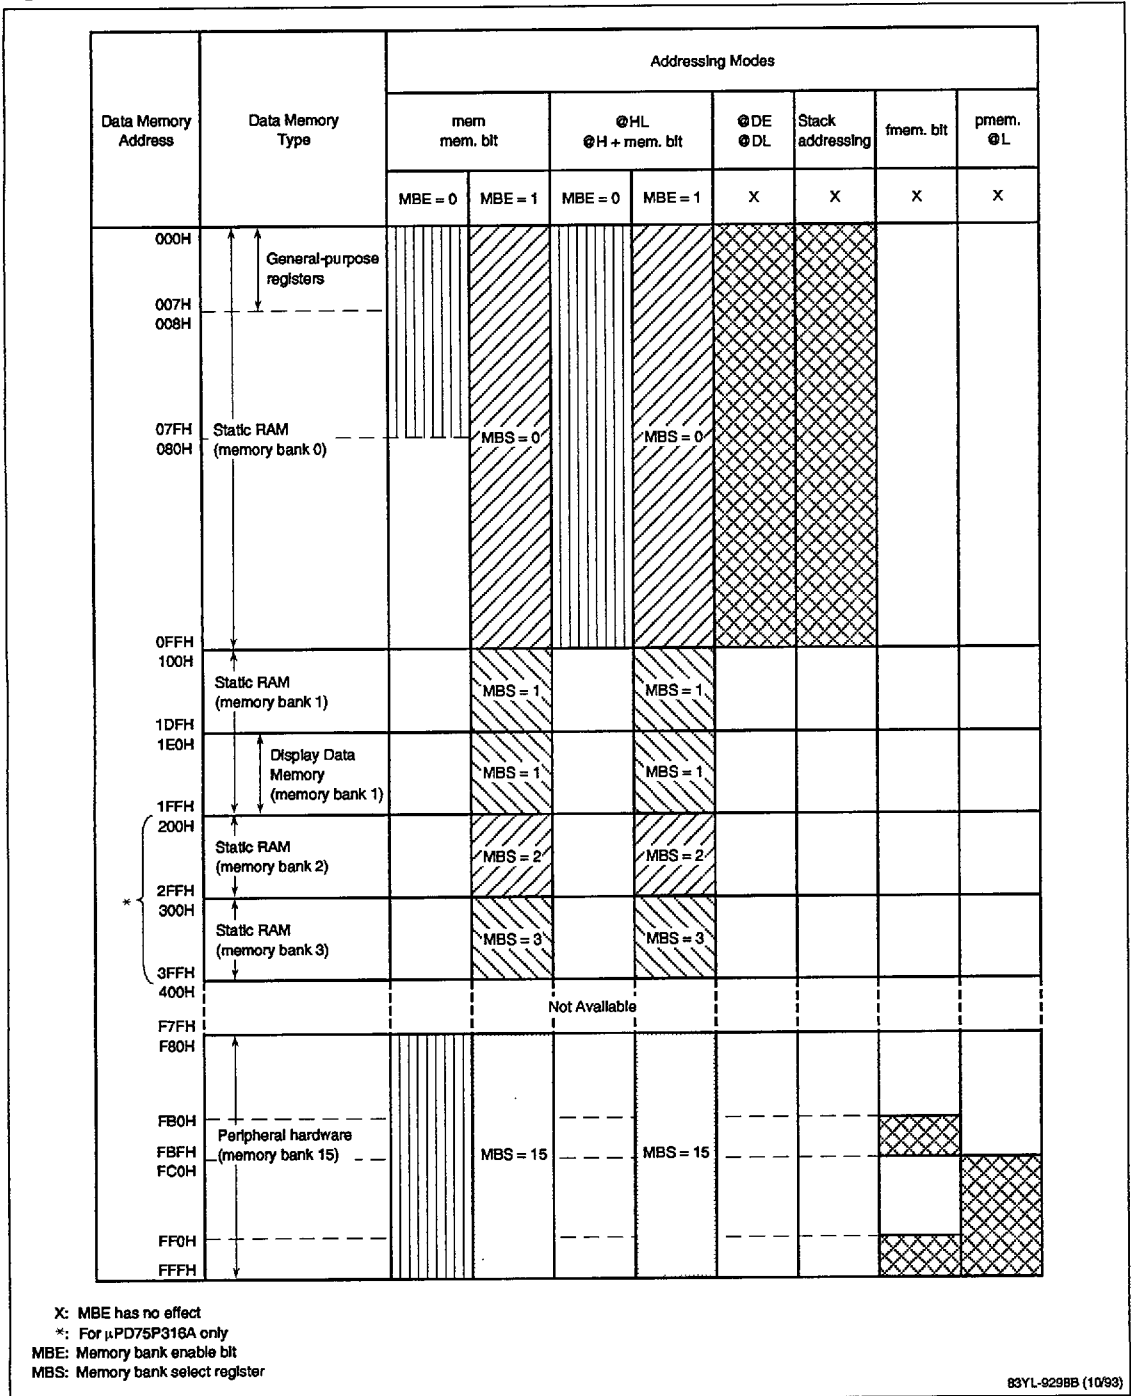 Addressing Modes
Data Memory
Address
Data Memory
Type
mem
mem. bit
@HL
@H + mem. bit
@DE
@DL
Stack
addressing
fmem. bit
pmem.
@L
MBE = 0
MBE = 1
MBE = 0
MBE = 1
X
X
X
X
000H
General-purpose
registers
007H
008H
07FH
080H
Static RAM
(memory bank 0)
MBS = 0
MBS = 0
0FFH
100H
Static RAM
(memory bank 1)
MBS = 1
MBS = 1
1DFH
1E0H
Display Data
Memory
(memory bank 1)
MBS = 1
MBS = 1
1FFH
200H
Static RAM
(memory bank 2)
MBS = 2
MBS = 2
2FFH
*
300H
Static RAM
(memory bank 3)
MBS = 3
MBS = 3
3FFH
400H
Not Available
F7FH
F80H
FB0H
Peripheral hardware
(memory bank 15)
MBS = 15
MBS = 15
FBFH
FC0H
FF0H
FFFH
X: MBE has no effect
*: For μPD75P316A only
MBE: Memory bank enable bit
MBS: Memory bank select register
83YL-929BB (10/93)